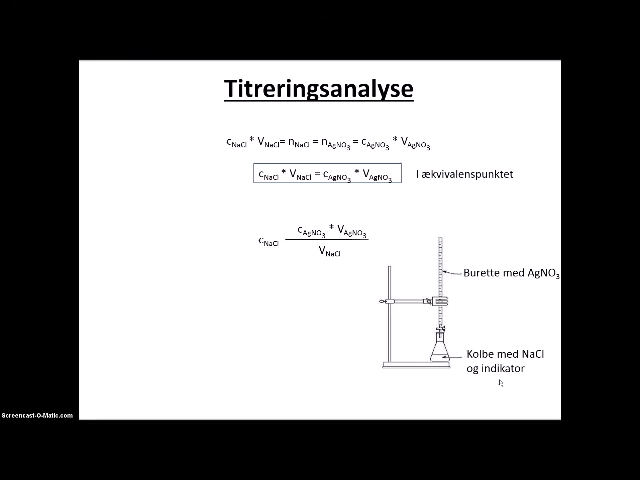 Titreringsanalyse
cNaCl * VNaCl= nNaCl = nAgNO3 = cAgNO3 * VAgNO3
cNaCl * VNaCl = cAgNO3 * VAgNO3
I ækvivalenspunktet
cAgNO3 * VAgNO3
cNaCl
VNaCl
Burette med AgNO3
Kolbe med NaCl
og indikator
Screencast-O-Matic.com